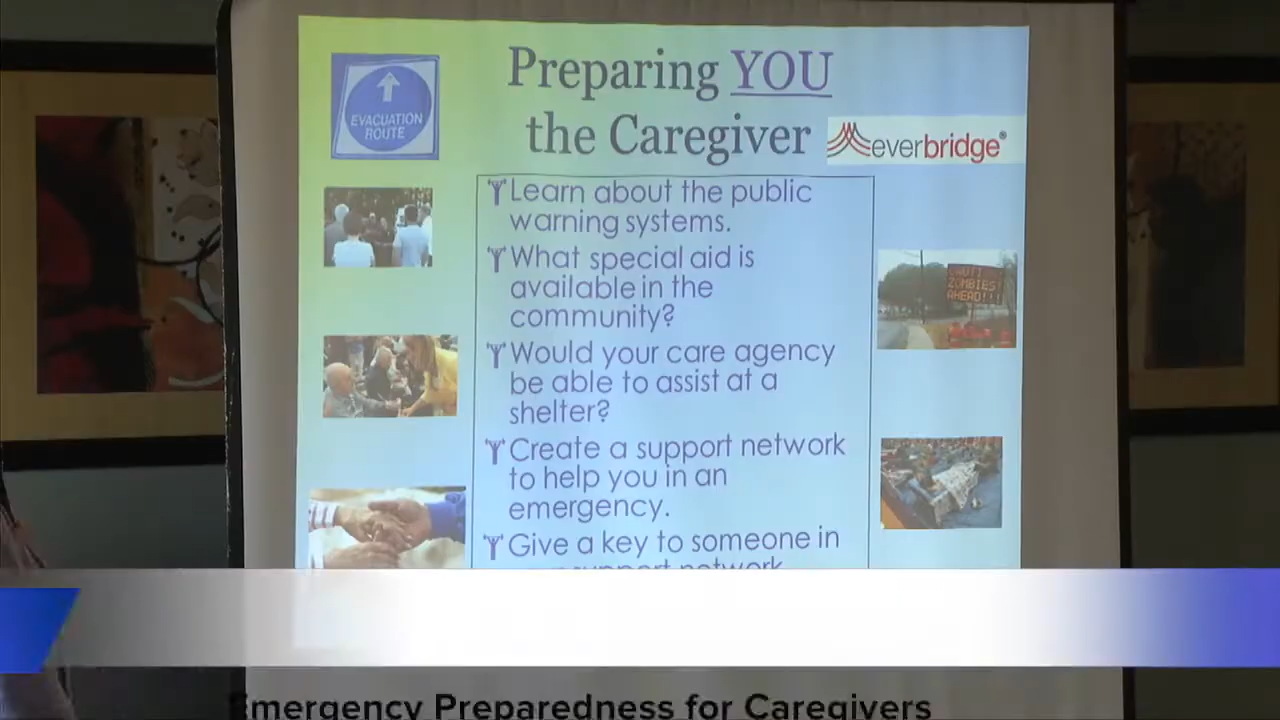 Preparing YOU
the Caregiver
EVACUATION
ROUTE
everbridge®
Learn about the public
warning systems.
What special aid is
available in the
community?
Would your care agency
be able to assist at a
shelter?
Create a support network
to help you in an
emergency.
Give a key to someone in
support network
ZOMBIES
AHEAD!!!
Emergency Preparedness for Caregivers